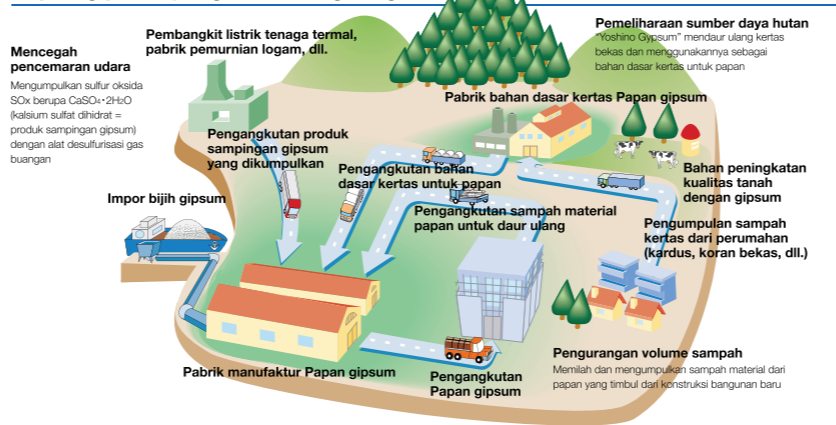 Mencegah
pencemaran udara
Mengumpulkan sulfur oksida
SOx berupa CaSO₄・2H₂O
(kalsium sulfat dihidrat =
produk sampingan gipsum)
dengan alat desulfurisasi gas
buangan
Pembangkit listrik tenaga termal,
pabrik pemurnian logam, dll.
Pemeliharaan sumber daya hutan
"Yoshino Gypsum" mendaur ulang kertas
bekas dan menggunakannya sebagai
bahan dasar kertas untuk papan
Pabrik bahan dasar kertas Papan gipsum
Pengangkutan produk
sampingan gipsum
yang dikumpulkan
Pengangkutan bahan
dasar kertas untuk papan
Bahan peningkatan
kualitas tanah
dengan gipsum
Impor bijih gipsum
Pengangkutan sampah material
papan untuk daur ulang
Pengumpulan sampah
kertas dari perumahan
(kardus, koran bekas, dll.)
Pabrik manufaktur Papan gipsum
Pengangkutan
Papan gipsum
Pengurangan volume sampah
Memilah dan mengumpulkan sampah material dari
papan yang timbul dari konstruksi bangunan baru